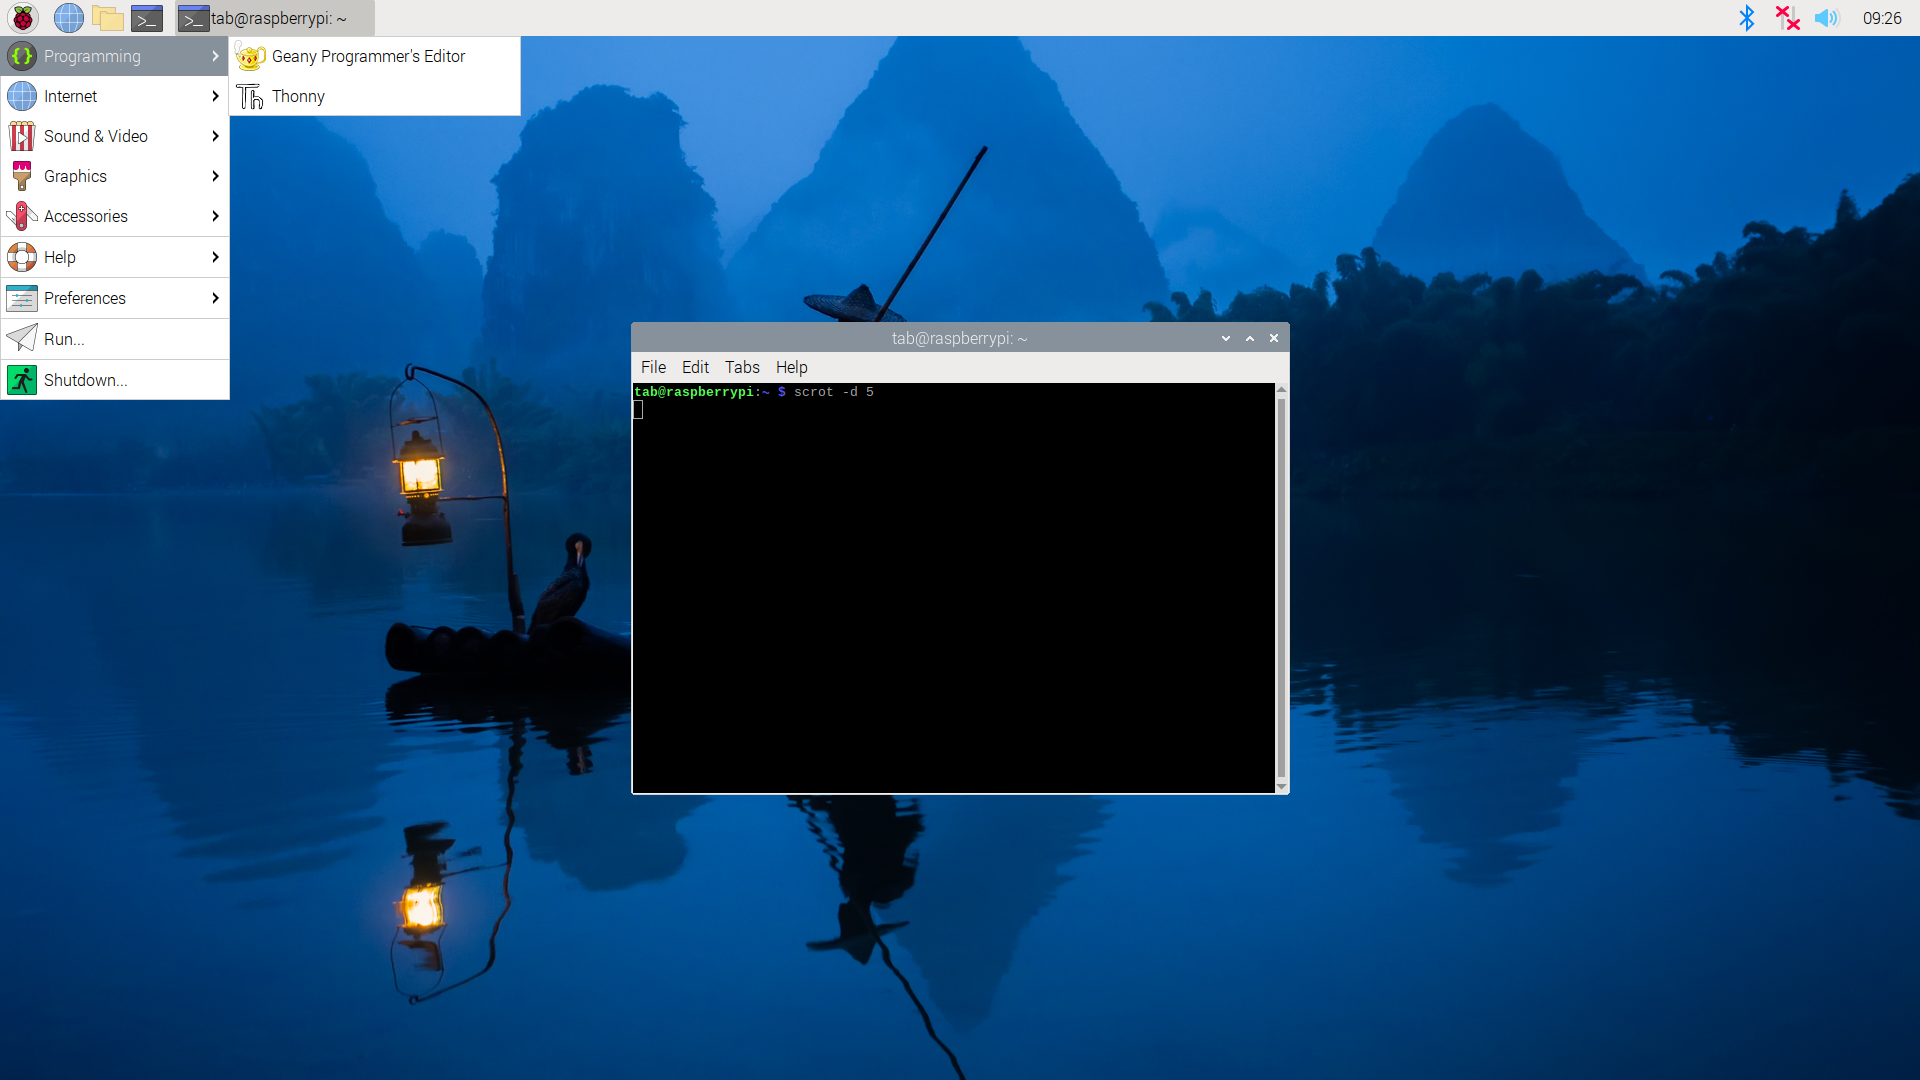 tab@raspberrypi: ~
09:26
Programming
Internet
Sound & Video
Graphics
Accessories
Help
Preferences
Run...
Shutdown...
Geany Programmer's Editor
Thonny
tab@raspberrypi: ~
File Edit Tabs Help
tab@raspberrypi:~ $ scrot -d 5